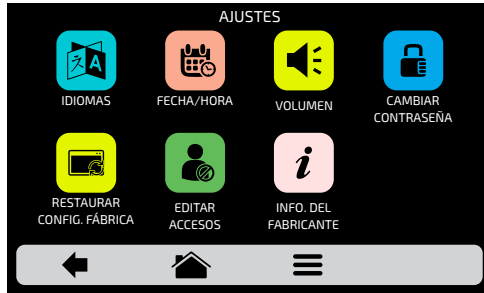 AJUSTES
IDIOMAS
FECHA/HORA
VOLUMEN
CAMBIAR
CONTRASEÑA
RESTAURAR
CONFIG. FÁBRICA
EDITAR
ACCESOS
INFO. DEL
FABRICANTE